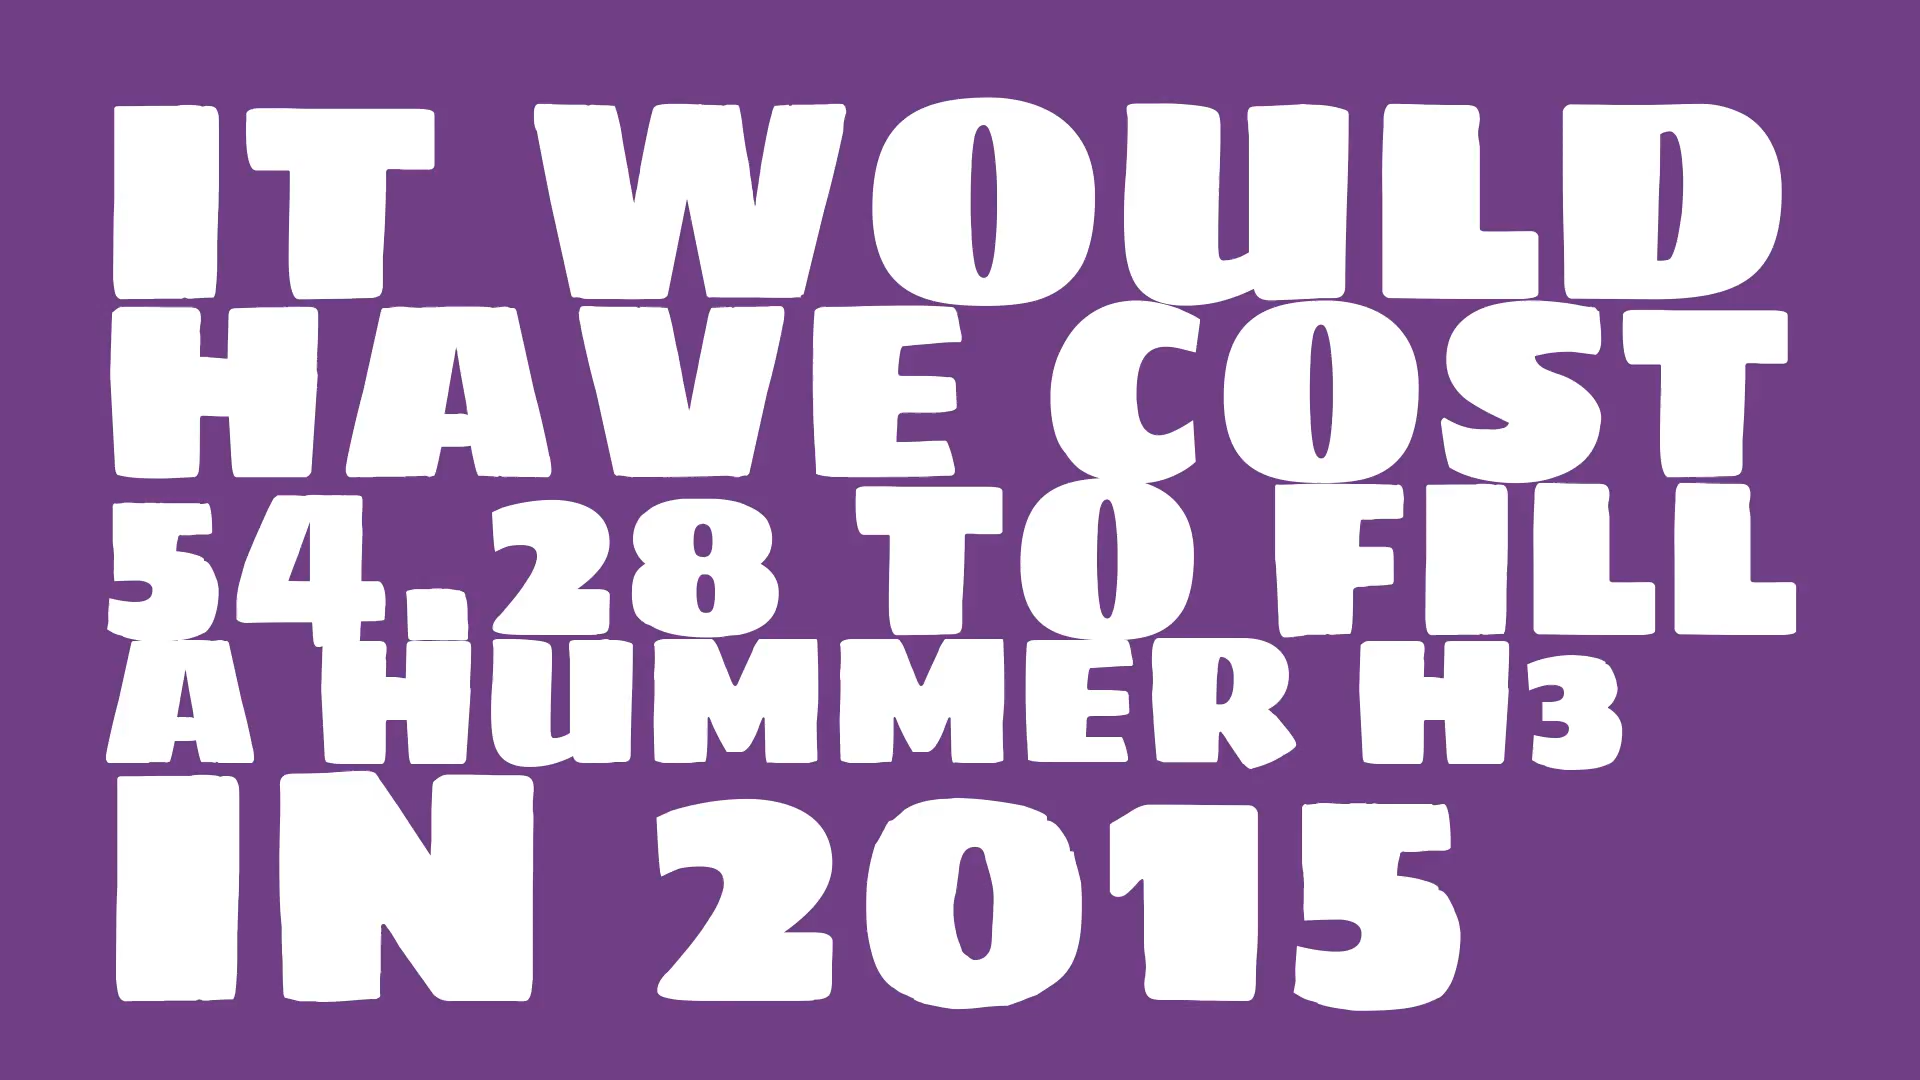 IT WOULD
HAVE COST
54.28 TO FILL
A HUMMER H3
IN 2015